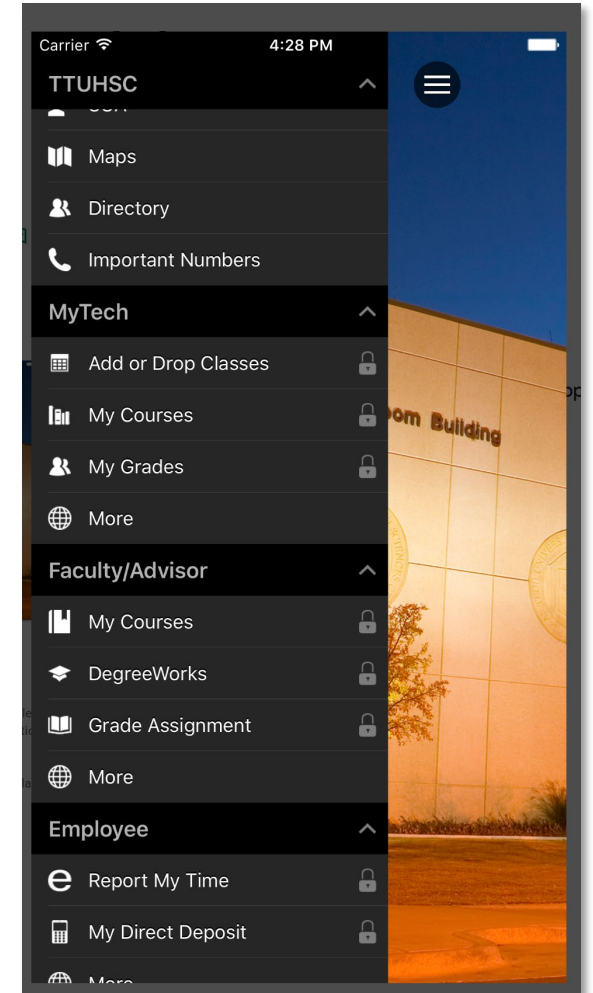 Carrier 4:28 PM
TTUHSC
Maps
Directory
Important Numbers
MyTech
Add or Drop Classes
My Courses
My Grades
More
Faculty/Advisor
My Courses
DegreeWorks
Grade Assignment
More
Employee
Report My Time
My Direct Deposit
More
Building